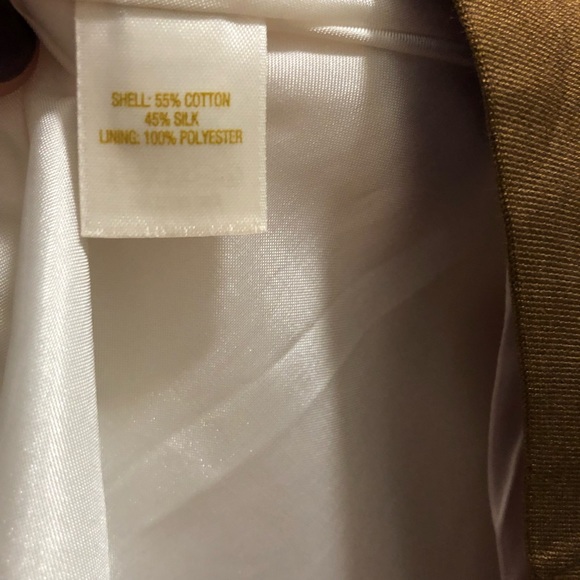 SHELL: 55% COTTON
45% SILK
LINING: 100% POLYESTER